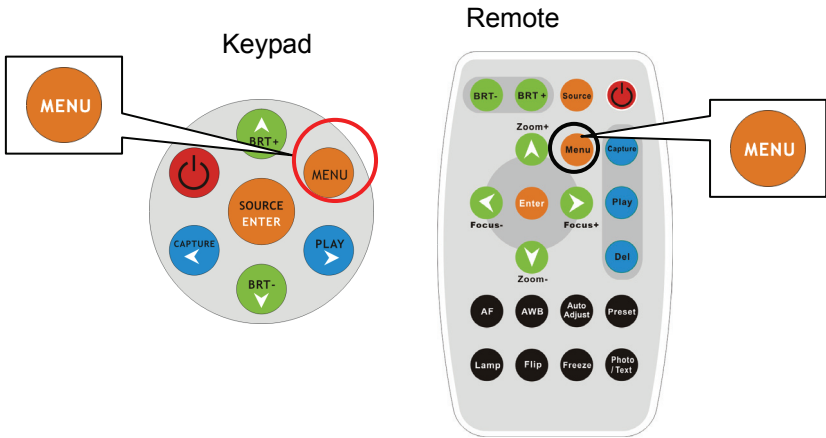 Remote
Keypad
MENU
BRT+
MENU
SOURCE
ENTER
CAPTURE
PLAY
BRT-
BRT-
BRT+
Source
Zoom+
Menu
Capture
Enter
Play
Focus-
Focus+
Del
Zoom-
AF
AWB
Auto
Adjust
Preset
Lamp
Flip
Freeze
Photo
/ Text
MENU